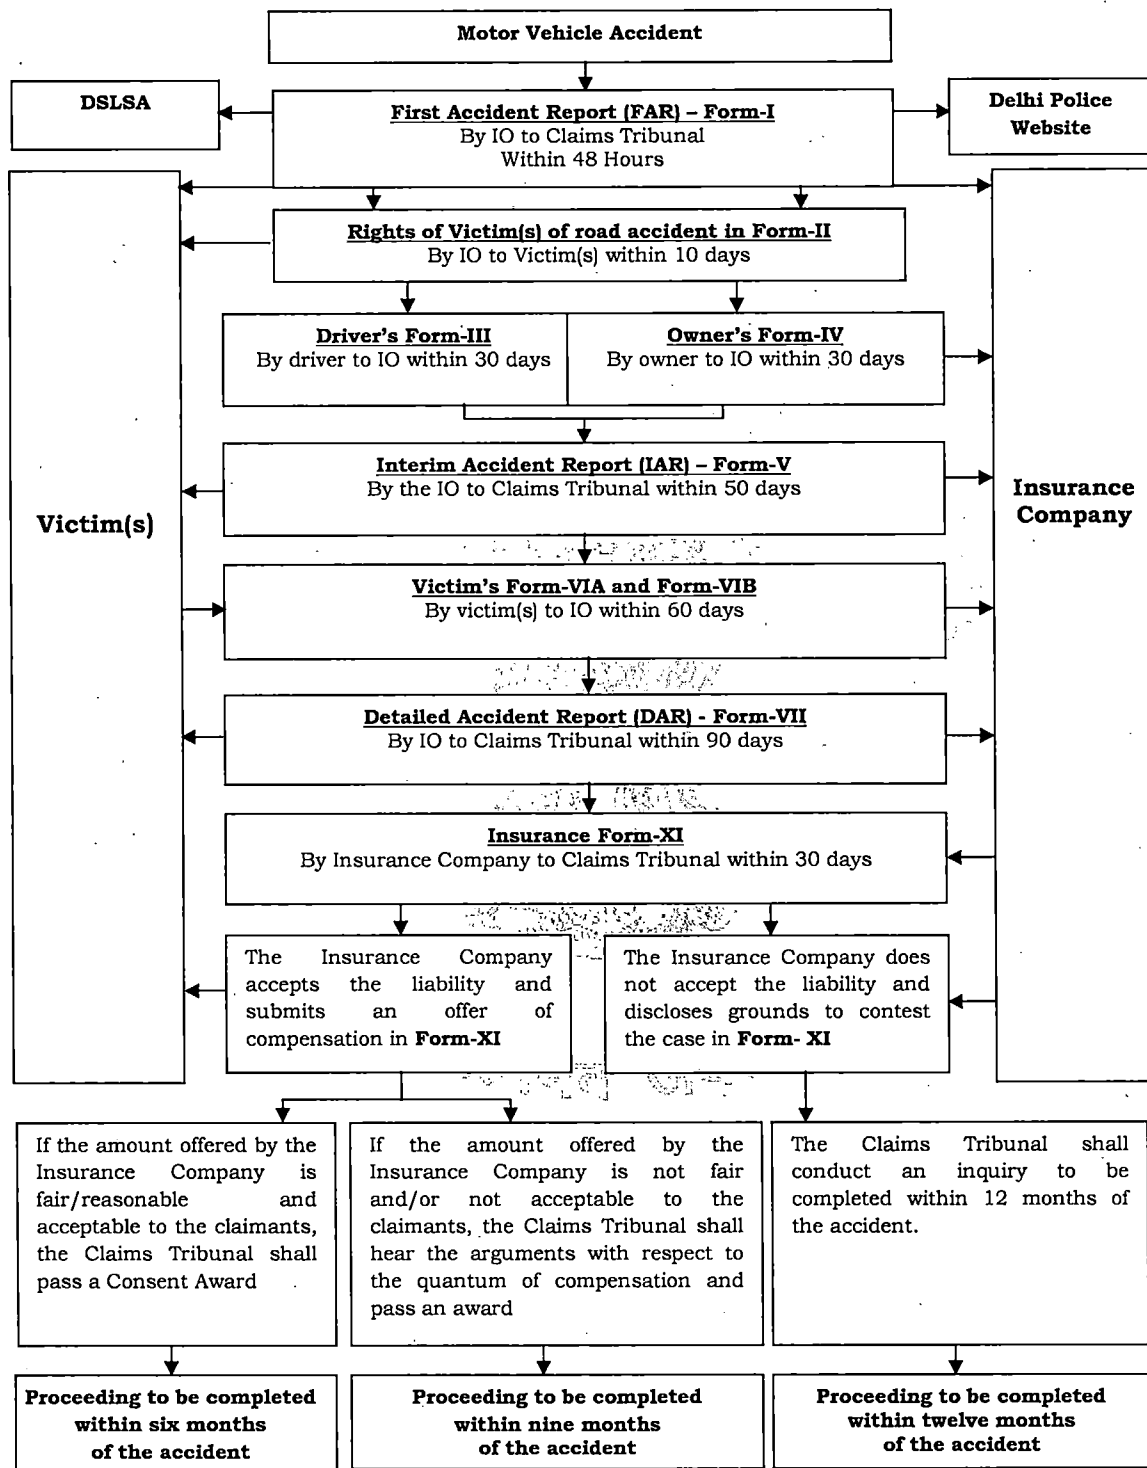 Motor Vehicle Accident
DSLSA
First Accident Report (FAR) – Form-I
By IO to Claims Tribunal
Within 48 Hours
Delhi Police
Website
Rights of Victim(s) of road accident in Form-II
By IO to Victim(s) within 10 days
Driver's Form-III
By driver to IO within 30 days
Owner's Form-IV
By owner to IO within 30 days
Interim Accident Report (IAR) – Form-V
By the IO to Claims Tribunal within 50 days
Victim(s)
Insurance
Company
Victim's Form-VIA and Form-VIB
By victim(s) to IO within 60 days
Detailed Accident Report (DAR) - Form-VII
By IO to Claims Tribunal within 90 days
Insurance Form-XI
By Insurance Company to Claims Tribunal within 30 days
The Insurance Company
accepts the liability and
submits an offer of
compensation in Form-XI
The Insurance Company does
not accept the liability and
discloses grounds to contest
the case in Form- XI
If the amount offered by the
Insurance Company is
fair/reasonable and
acceptable to the claimants,
the Claims Tribunal shall
pass a Consent Award
If the amount offered by the
Insurance Company is not fair
and/or not acceptable to the
claimants, the Claims Tribunal shall
hear the arguments with respect to
the quantum of compensation and
pass an award
The Claims Tribunal shall
conduct an inquiry to be
completed within 12 months of
the accident.
Proceeding to be completed
within six months
of the accident
Proceeding to be completed
within nine months
of the accident
Proceeding to be completed
within twelve months
of the accident